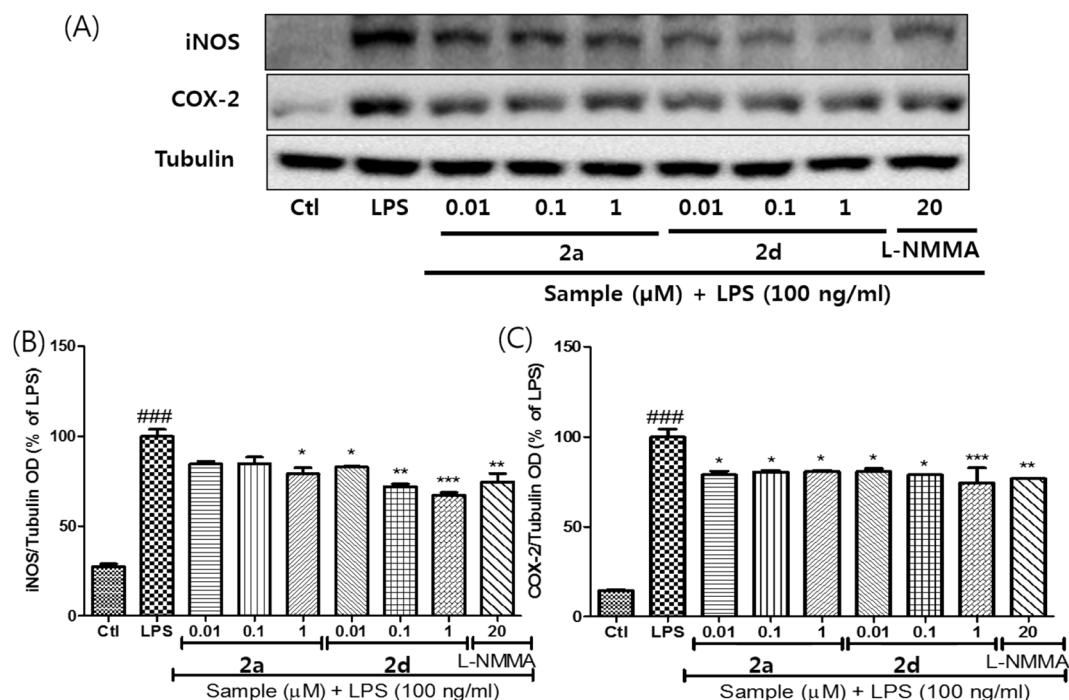 (A)
iNOS
COX-2
Tubulin
Ctl LPS 0.01 0.1 1 0.01 0.1 1 20
2a 2d L-NMMA
Sample (μM) + LPS (100 ng/ml)
(B)
iNOS/Tubulin OD (% of LPS)
150
100
50
0
###
* * ** *** **
Ctl LPS 0.01 0.1 1 0.01 0.1 1 20
2a 2d L-NMMA
Sample (μM) + LPS (100 ng/ml)
(C)
COX-2/Tubulin OD (% of LPS)
150
100
50
0
###
* * * * * *** **
Ctl LPS 0.01 0.1 1 0.01 0.1 1 20
2a 2d L-NMMA
Sample (μM) + LPS (100 ng/ml)